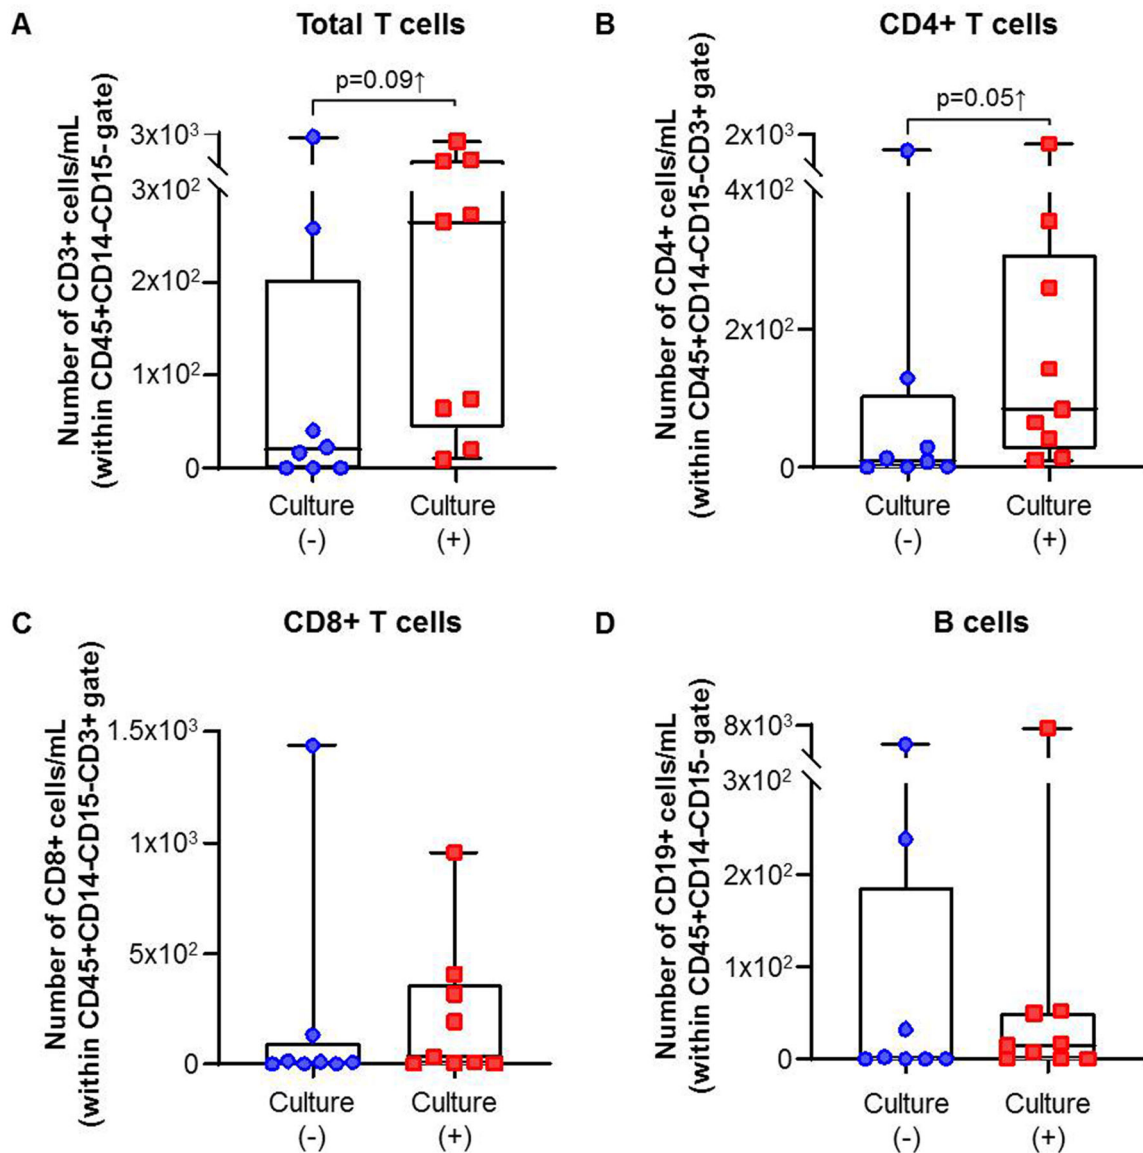 A
Total T cells
p=0.09↑
Number of CD3+ cells/mL
(within CD45+CD14-CD15- gate)
3x10³
3x10²
2x10²
1x10²
0
Culture
(-)
Culture
(+)
B
CD4+ T cells
p=0.05↑
Number of CD4+ cells/mL
(within CD45+CD14-CD15-CD3+ gate)
2x10³
4x10²
2x10²
0
Culture
(-)
Culture
(+)
C
CD8+ T cells
Number of CD8+ cells/mL
(within CD45+CD14-CD15-CD3+ gate)
1.5x10³
1x10³
5x10²
0
Culture
(-)
Culture
(+)
D
B cells
Number of CD19+ cells/mL
(within CD45+CD14-CD15- gate)
8x10³
3x10²
2x10²
1x10²
0
Culture
(-)
Culture
(+)